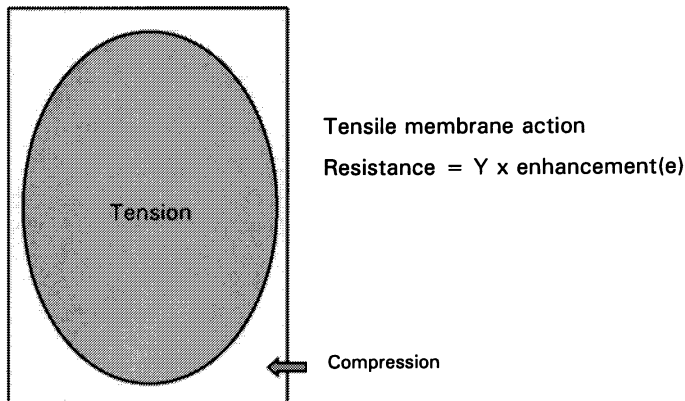 Tensile membrane action
Resistance = Y x enhancement(e)
Tension
Compression